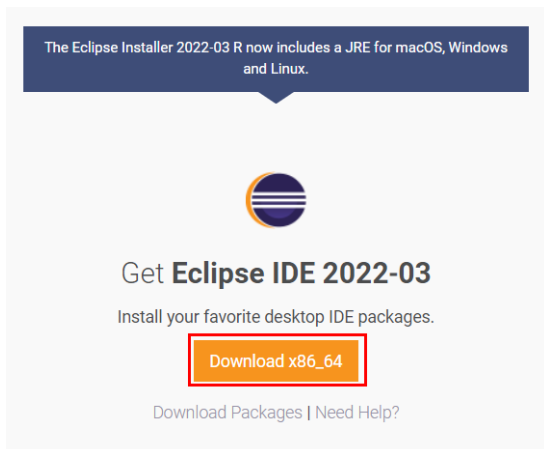 The Eclipse Installer 2022-03 R now includes a JRE for macOS, Windows
and Linux.
Get Eclipse IDE 2022-03
Install your favorite desktop IDE packages.
Download x86_64
Download Packages | Need Help?